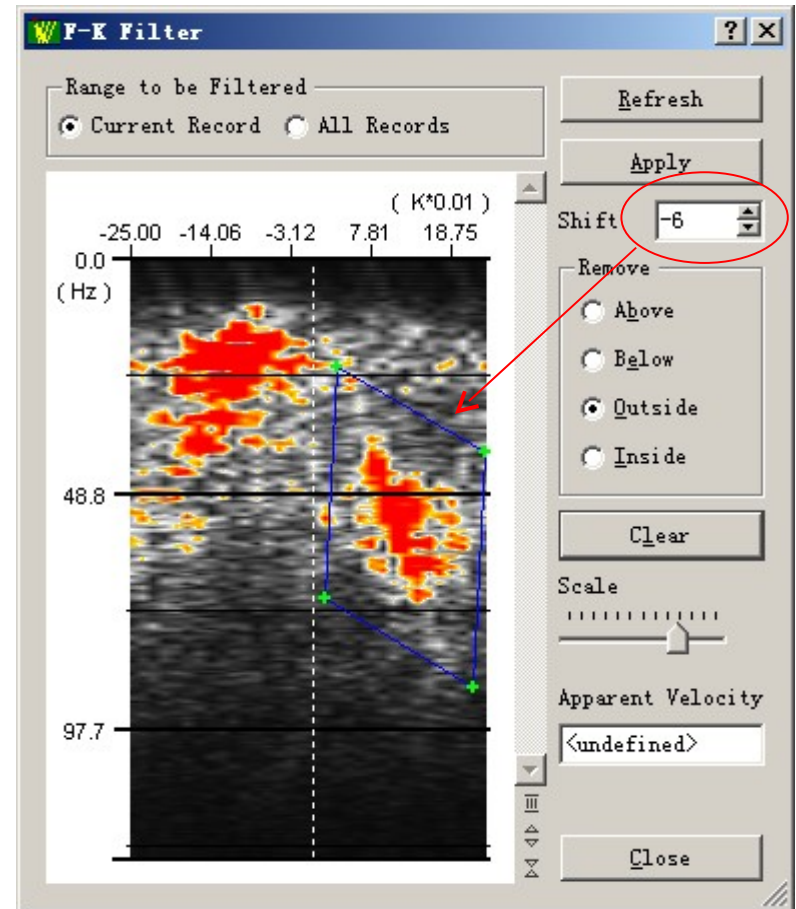 F-K Filter
Range to be Filtered
Current Record All Records
Refresh
Apply
Shift -6
Remove
Above
Below
Outside
Inside
Clear
Scale
Apparent Velocity
<undefined>
Close
( K*0.01 )
-25.00 -14.06 -3.12 7.81 18.75
0.0
( Hz )
48.8
97.7